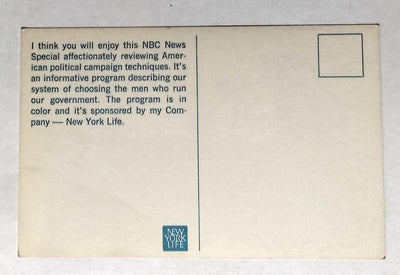 I think you will enjoy this NBC News
Special affectionately reviewing Amer-
ican political campaign techniques. It's
an informative program describing our
system of choosing the men who run
our government. The program is in
color and it's sponsored by my Com-
pany — New York Life.
NEW
YORK
LIFE